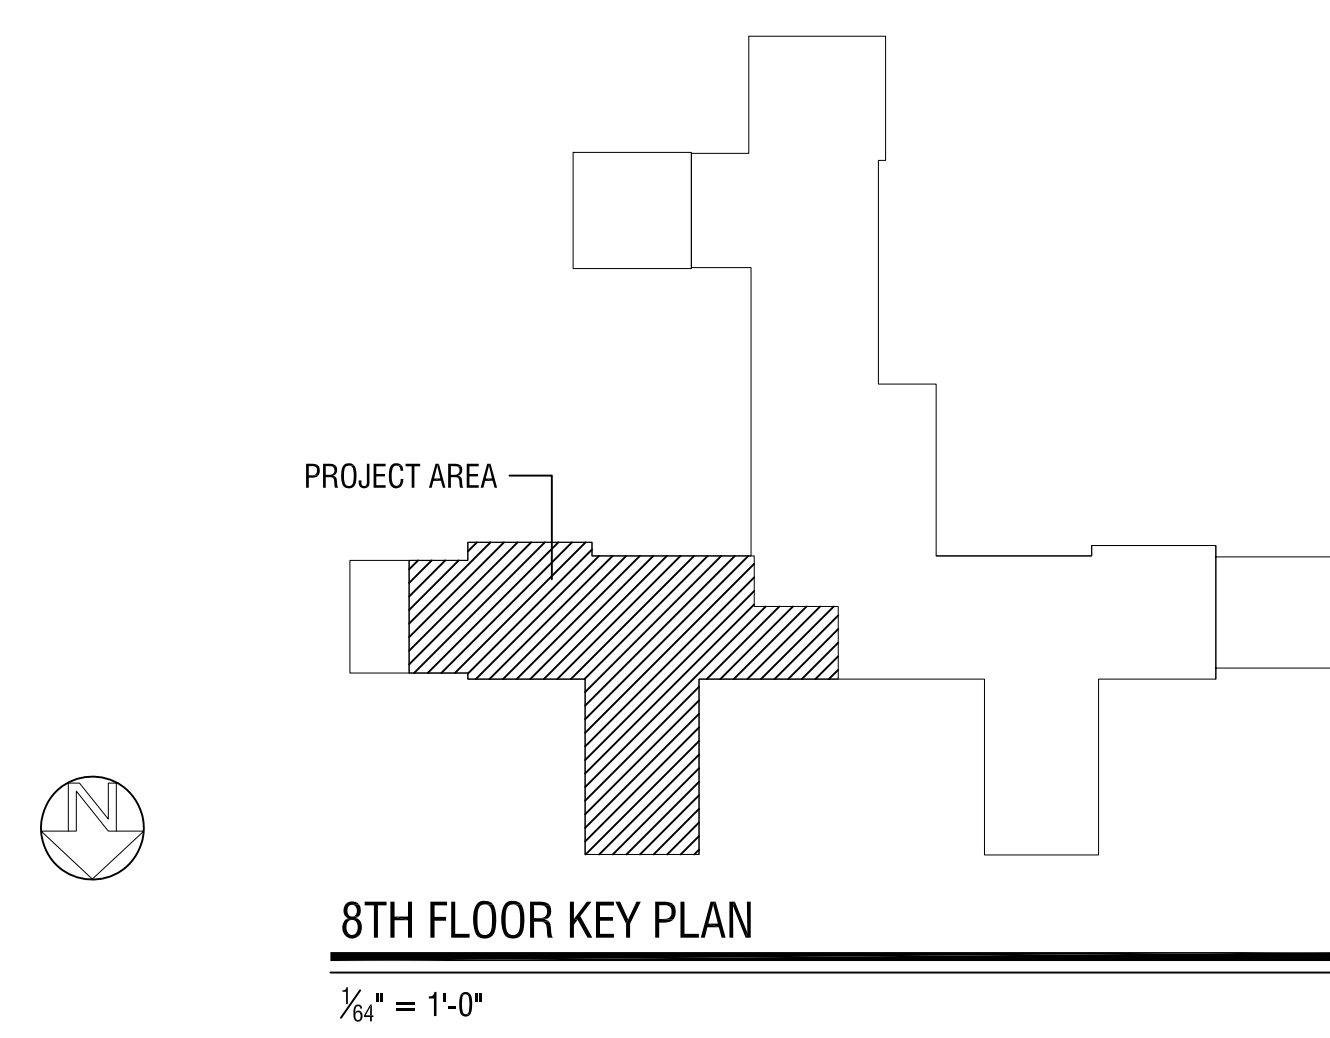 PROJECT AREA
N
8TH FLOOR KEY PLAN
1/64" = 1'-0"